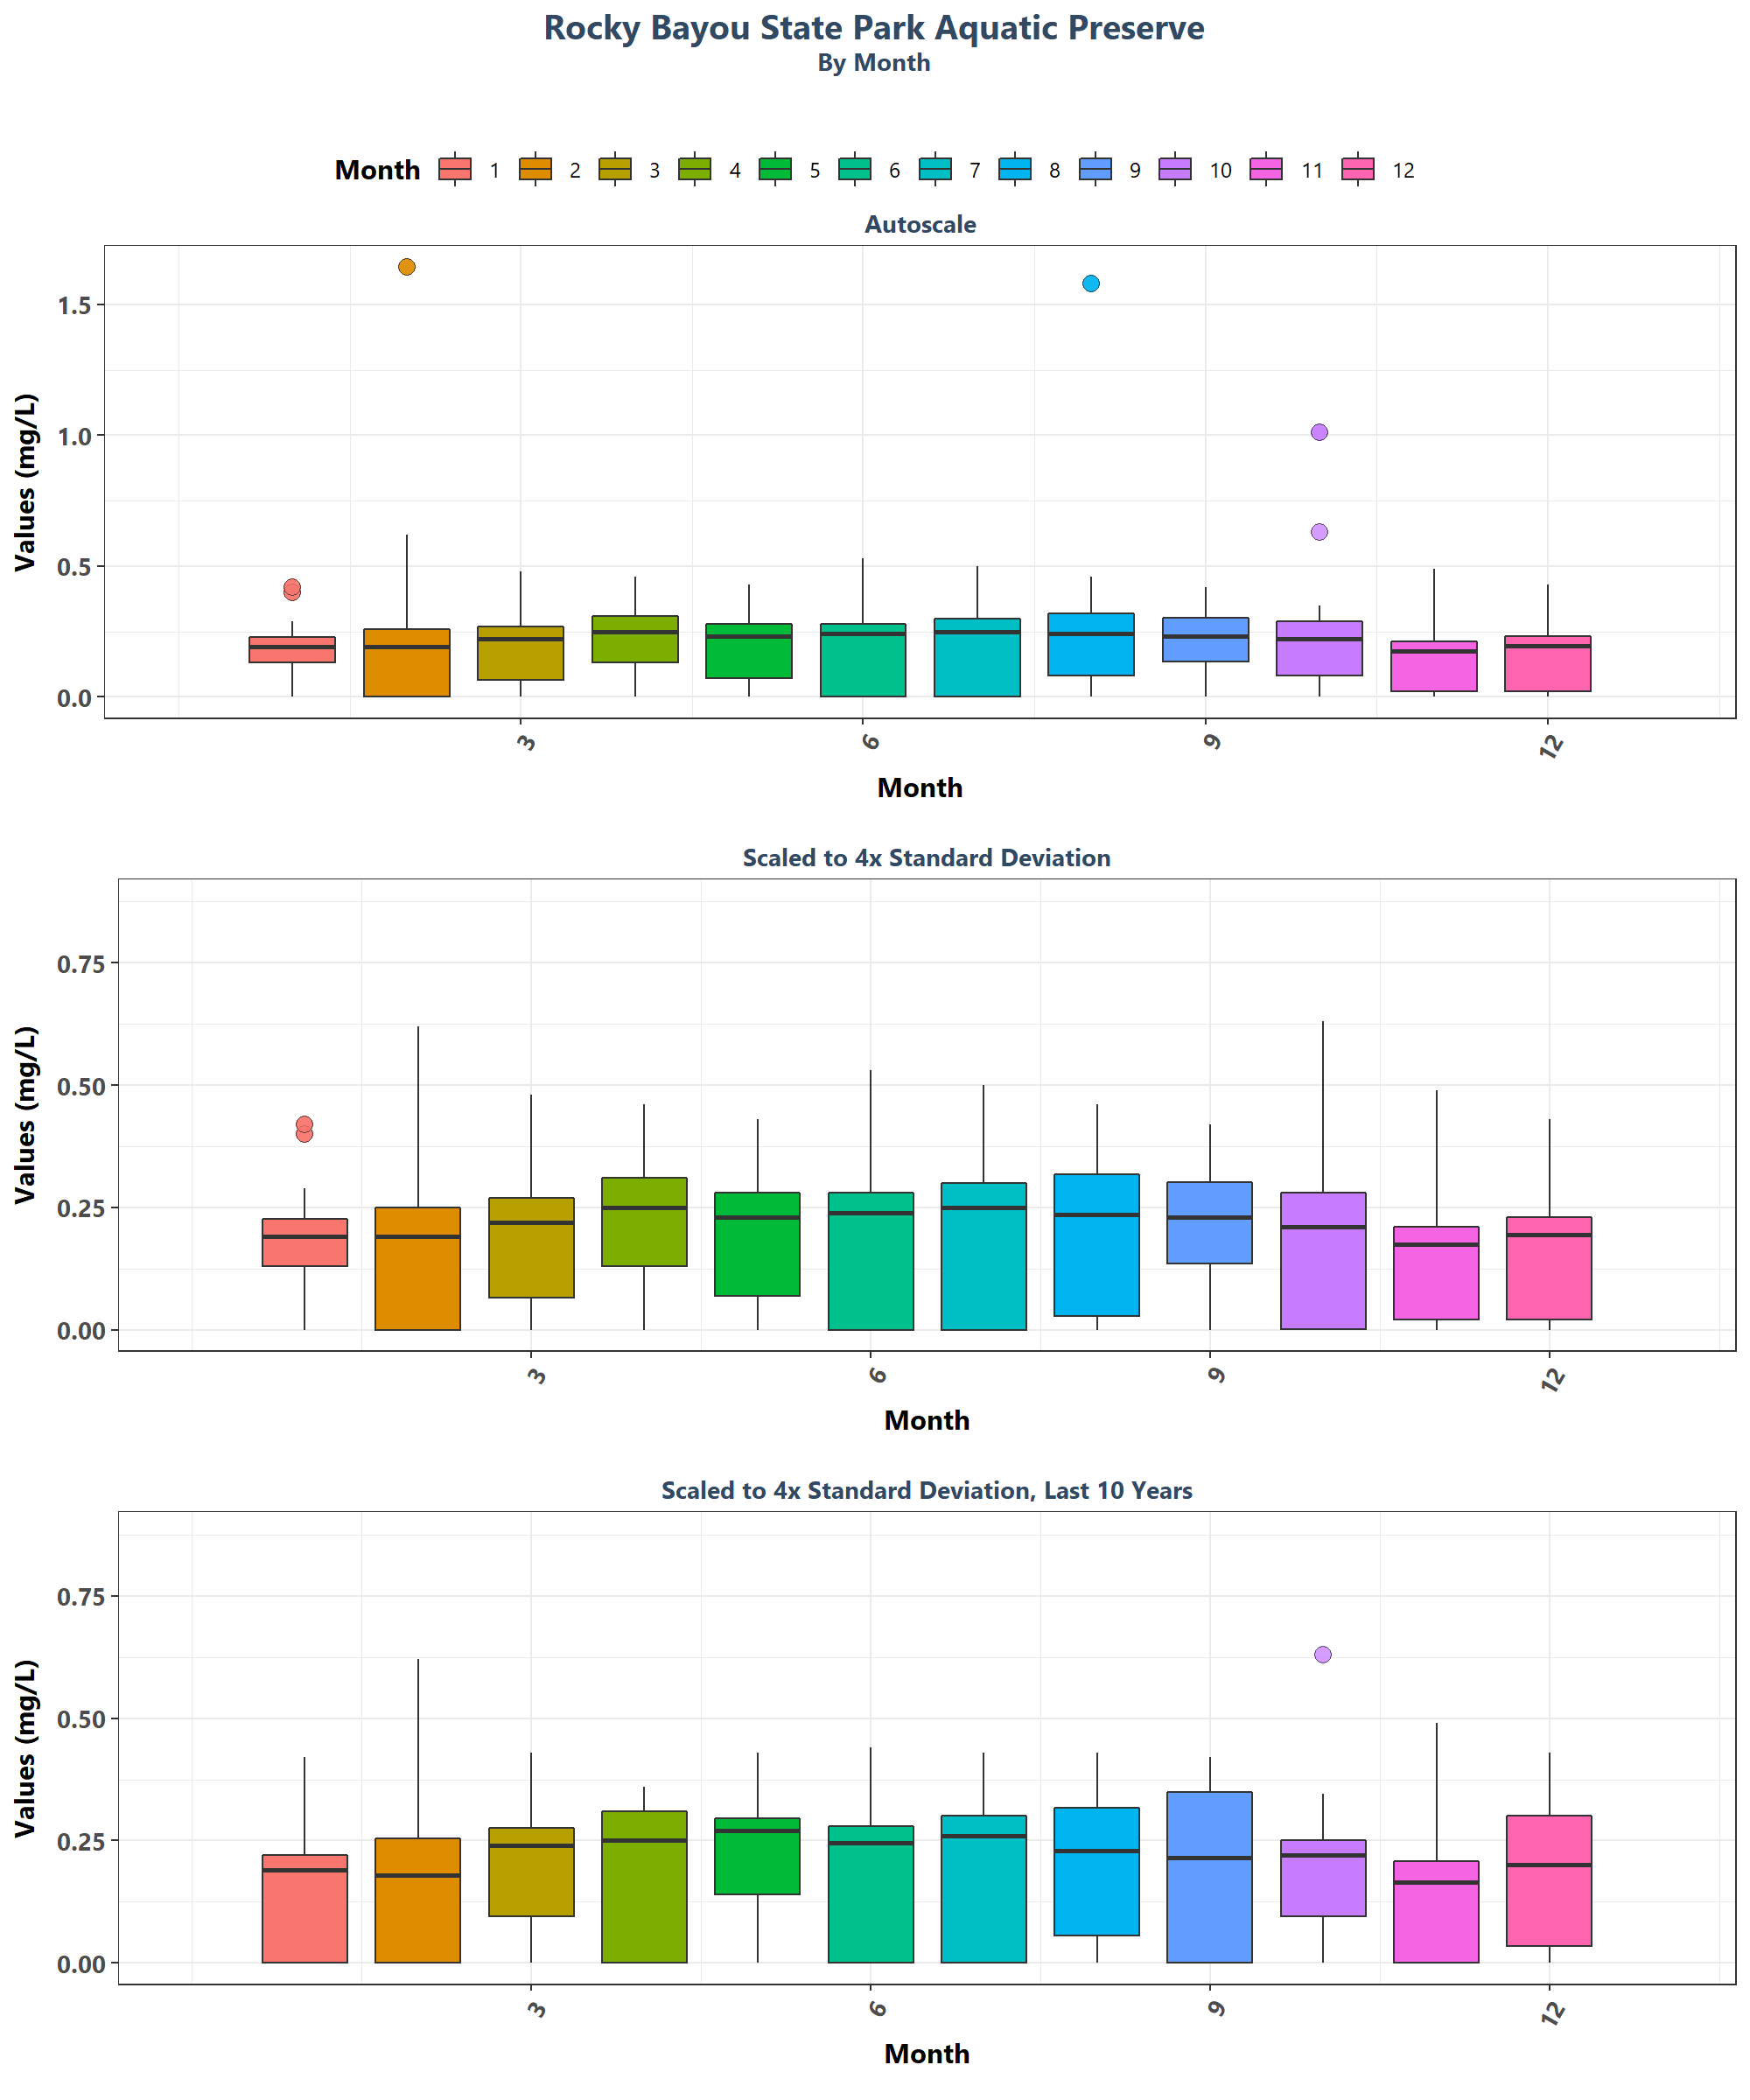 Rocky Bayou State Park Aquatic Preserve
By Month
Month 1 2 3 4 5 6 7 8 9 10 11 12
Autoscale
Values (mg/L)
1.5
1.0
0.5
0.0
3 6 9 12
Month
Scaled to 4x Standard Deviation
Values (mg/L)
0.75
0.50
0.25
0.00
3 6 9 12
Month
Scaled to 4x Standard Deviation, Last 10 Years
Values (mg/L)
0.75
0.50
0.25
0.00
3 6 9 12
Month